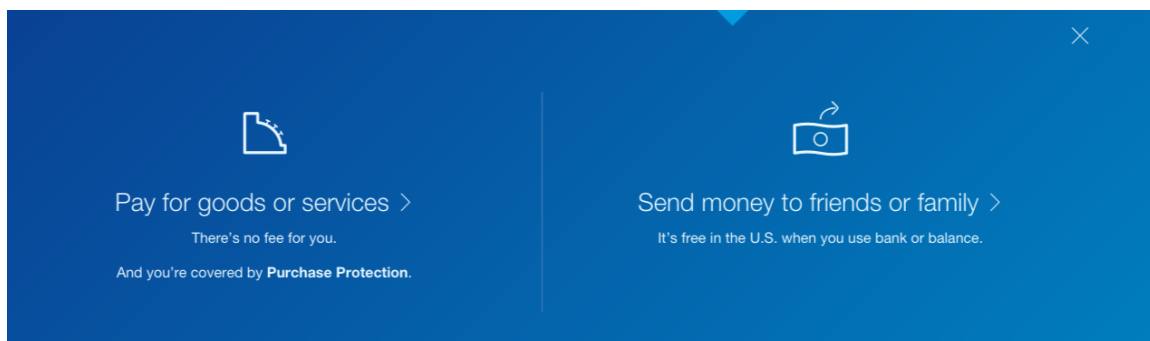 Pay for goods or services >
There's no fee for you.
And you're covered by Purchase Protection.
Send money to friends or family >
It's free in the U.S. when you use bank or balance.